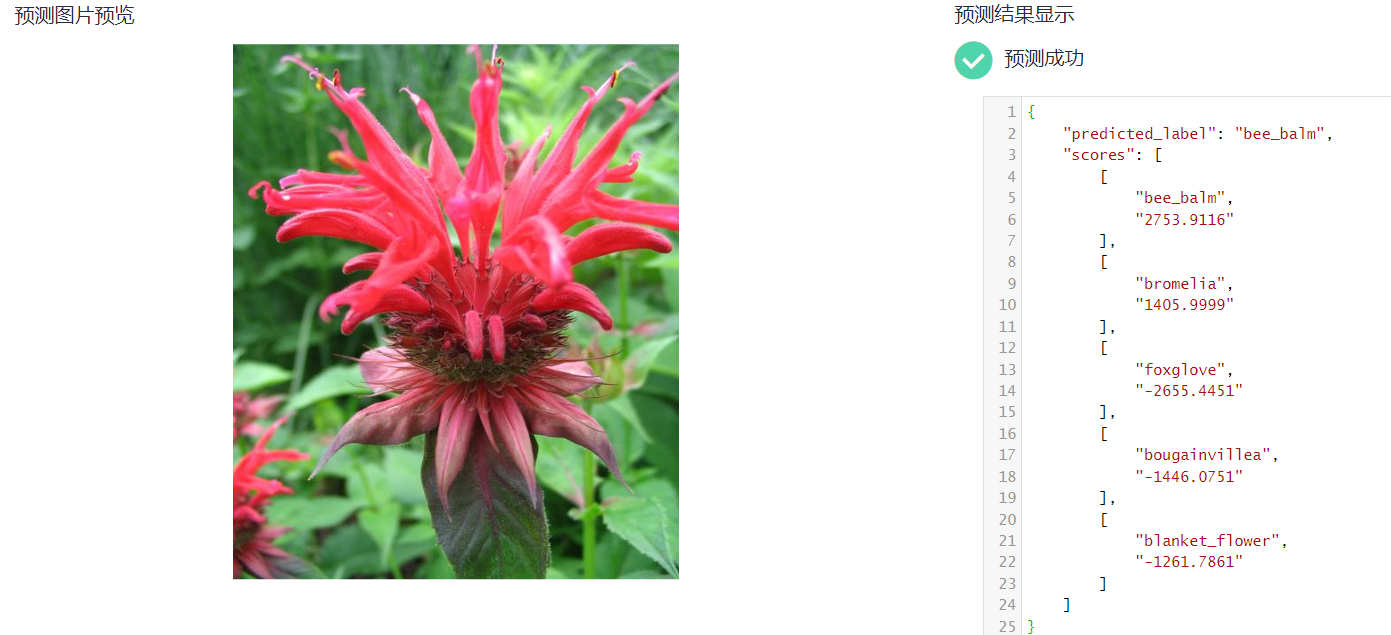 预测图片预览
预测结果显示
预测成功
1 {
2     "predicted_label": "bee_balm",
3     "scores": [
4         [
5             "bee_balm",
6             "2753.9116"
7         ],
8         [
9             "bromelia",
10             "1405.9999"
11         ],
12         [
13             "foxglove",
14             "-2655.4451"
15         ],
16         [
17             "bougainvillea",
18             "-1446.0751"
19         ],
20         [
21             "blanket_flower",
22             "-1261.7861"
23         ]
24     ]
25 }